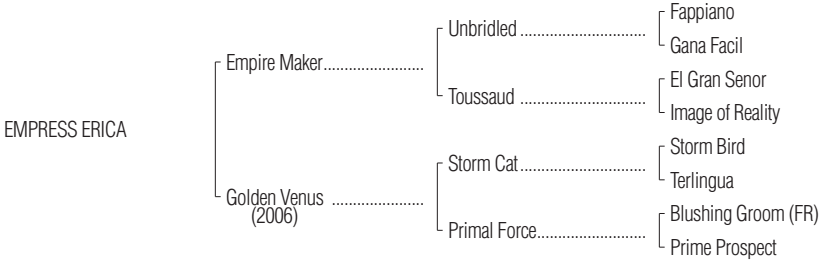 Fappiano
Unbridled ..............................
Gana Facil
Empire Maker.......................
El Gran Senor
Toussaud ..............................
Image of Reality
EMPRESS ERICA
Storm Bird
Storm Cat..............................
Terlingua
Golden Venus .....................
(2006)
Blushing Groom (FR)
Primal Force..........................
Prime Prospect